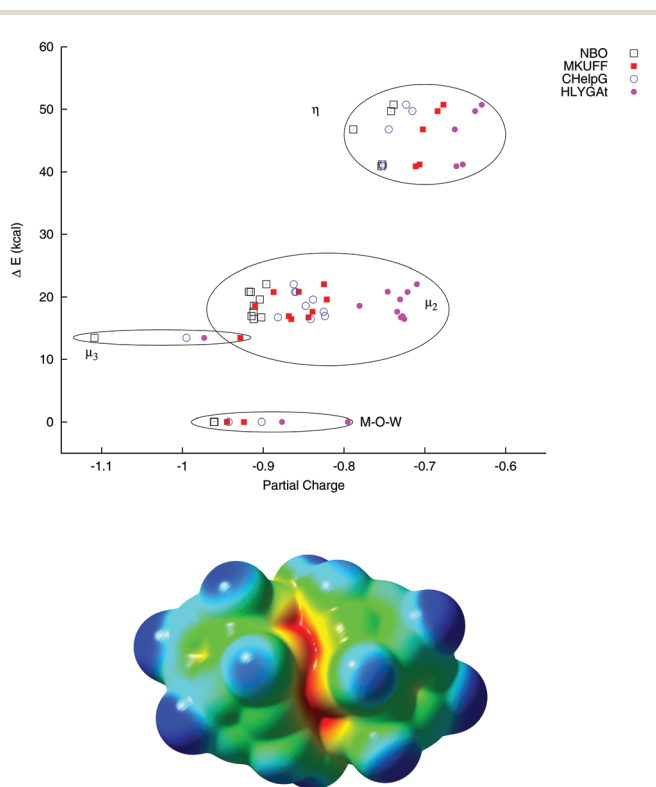 60
50
40
30
20
10
0
Δ E (kcal)
-1.1 -1 -0.9 -0.8 -0.7 -0.6
Partial Charge
NBO
MKUFF
CHelpG
HLYGAt
η
μ2
μ3
M-O-W